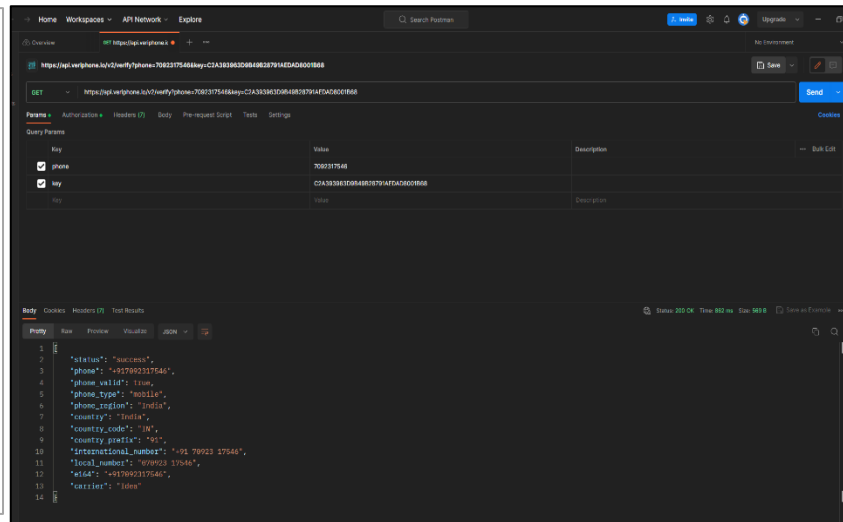 Home Workspaces API Network Explore Search Postman Invite Upgrade
Overview GET https://api.veriphone.ic + ••• No Environment
https://api.veriphone.io/v2/verify?phone=7092317546&key=C2A393963D9B49B28791AEDAD8001B68 Save
GET https://api.veriphone.io/v2/verify?phone=7092317546&key=C2A393963D9B49B28791AEDAD8001B68 Send
Params Authorization Headers (7) Body Pre-request Script Tests Settings Cookies
Query Params
Key Value Description ••• Bulk Edit
phone 7092317546
key C2A393963D9B49B28791AEDAD8001B68
Key Value Description
Body Cookies Headers (7) Test Results Status: 200 OK Time: 862 ms Size: 569 B Save as Example •••
Pretty Raw Preview Visualize JSON
1 {
2 "status": "success",
3 "phone": "+917092317546",
4 "phone_valid": true,
5 "phone_type": "mobile",
6 "phone_region": "India",
7 "country": "India",
8 "country_code": "IN",
9 "country_prefix": "91",
10 "international_number": "+91 70923 17546",
11 "local_number": "070923 17546",
12 "e164": "+917092317546",
13 "carrier": "Idea"
14 }